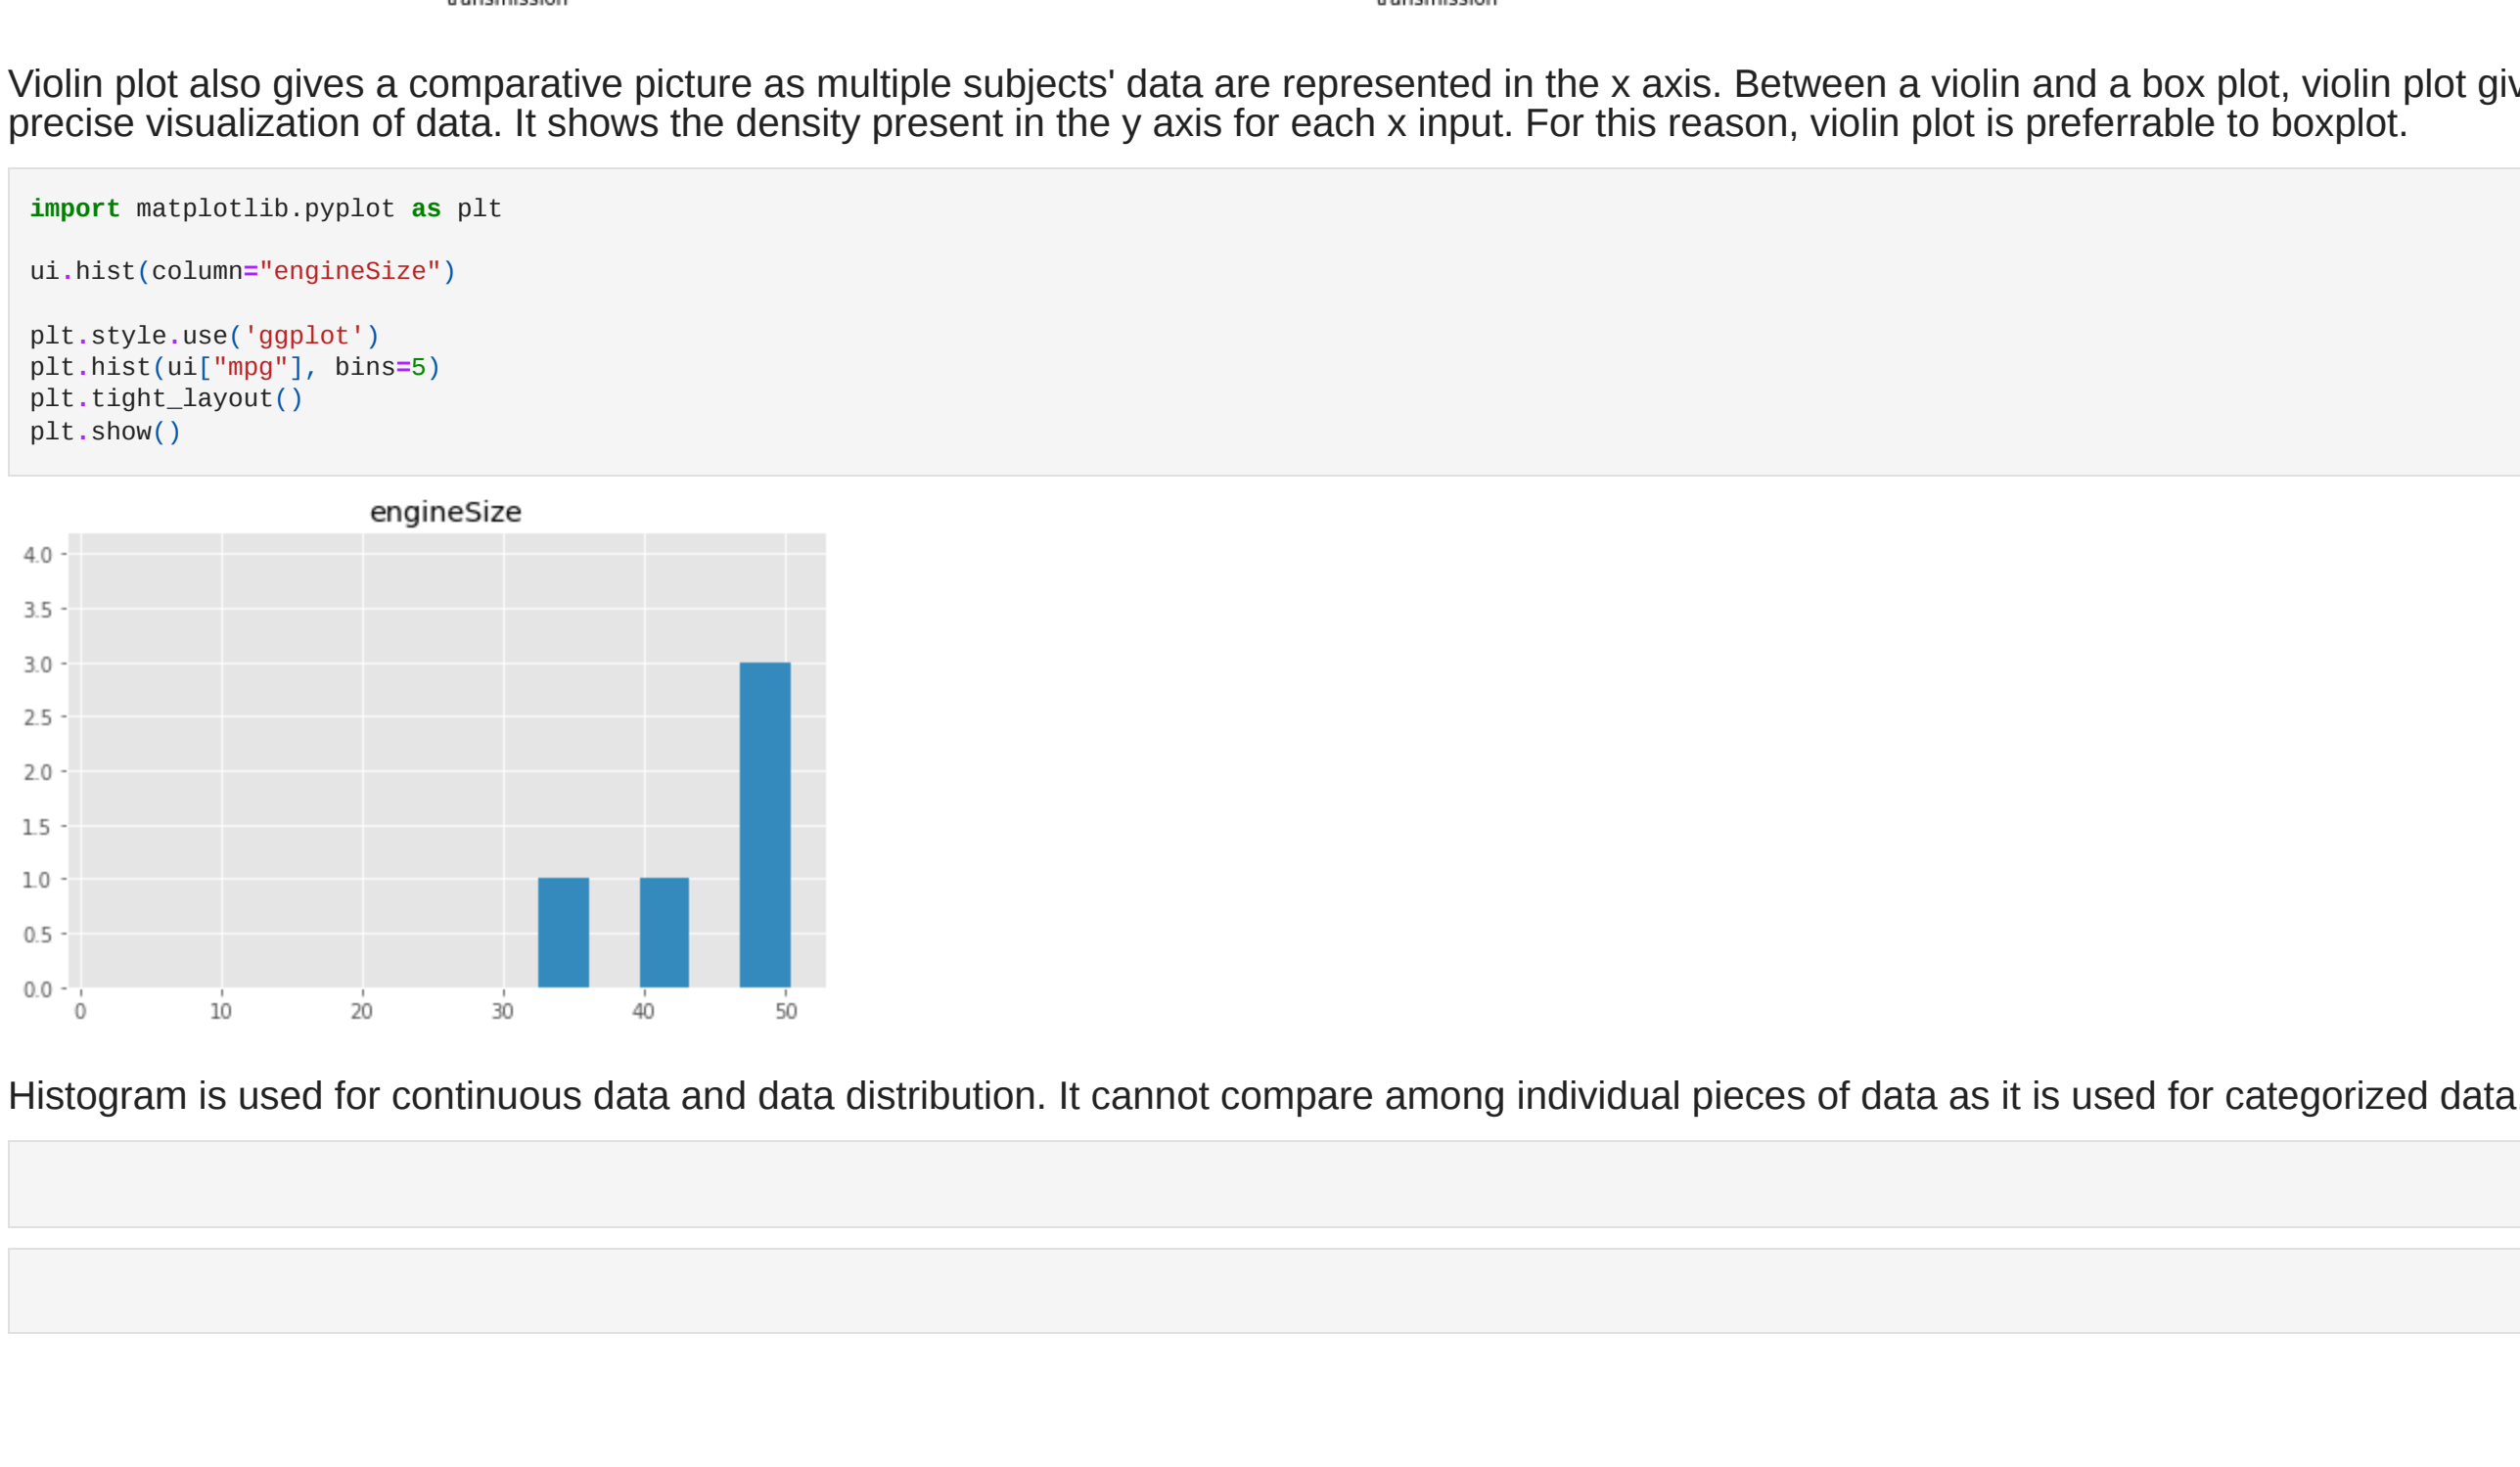 transmission transmission
Violin plot also gives a comparative picture as multiple subjects' data are represented in the x axis. Between a violin and a box plot, violin plot
precise visualization of data. It shows the density present in the y axis for each x input. For this reason, violin plot is preferrable to boxplot.
import matplotlib.pyplot as plt
ui.hist(column="engineSize")
plt.style.use('ggplot')
plt.hist(ui["mpg"], bins=5)
plt.tight_layout()
plt.show()
engineSize
4.0
3.5
3.0
2.5
2.0
1.5
1.0
0.5
0.0
0 10 20 30 40 50
Histogram is used for continuous data and data distribution. It cannot compare among individual pieces of data as it is used for categorized data